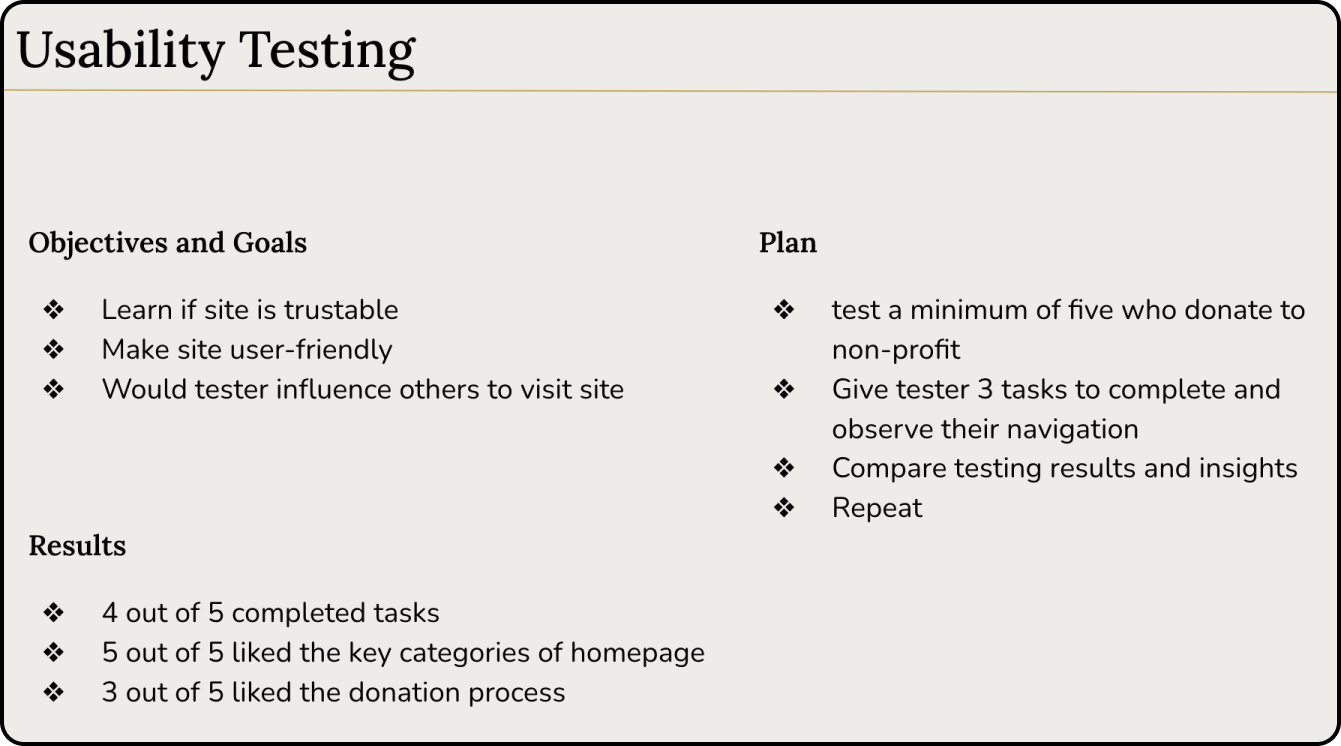 Usability Testing
Objectives and Goals
❖ Learn if site is trustable
❖ Make site user-friendly
❖ Would tester influence others to visit site
Plan
❖ test a minimum of five who donate to
non-profit
❖ Give tester 3 tasks to complete and
observe their navigation
❖ Compare testing results and insights
❖ Repeat
Results
❖ 4 out of 5 completed tasks
❖ 5 out of 5 liked the key categories of homepage
❖ 3 out of 5 liked the donation process